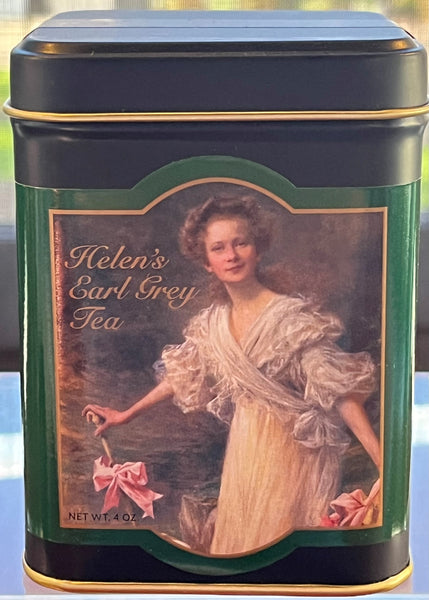 Helen's
Earl Grey
Tea
NET WT. 4 OZ.